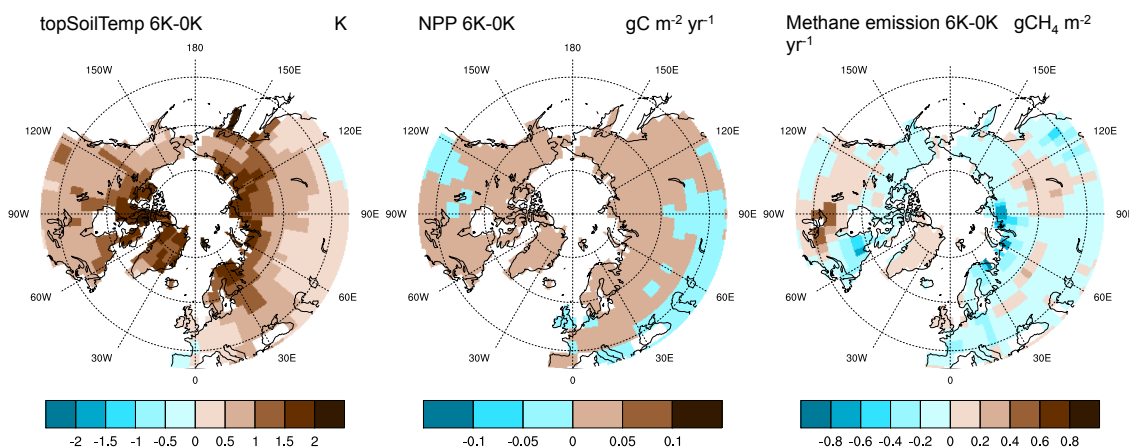 topSoilTemp 6K-0K K
180
150W 150E
120W 120E
90W 90E
60W 60E
30W 30E
0
-2 -1.5 -1 -0.5 0 0.5 1 1.5 2
NPP 6K-0K gC m⁻² yr⁻¹
180
150W 150E
120W 120E
90W 90E
60W 60E
30W 30E
0
-0.1 -0.05 0 0.05 0.1
Methane emission 6K-0K gCH₄ m⁻²
yr⁻¹
180
150W 150E
120W 120E
90W 90E
60W 60E
30W 30E
0
-0.8 -0.6 -0.4 -0.2 0 0.2 0.4 0.6 0.8